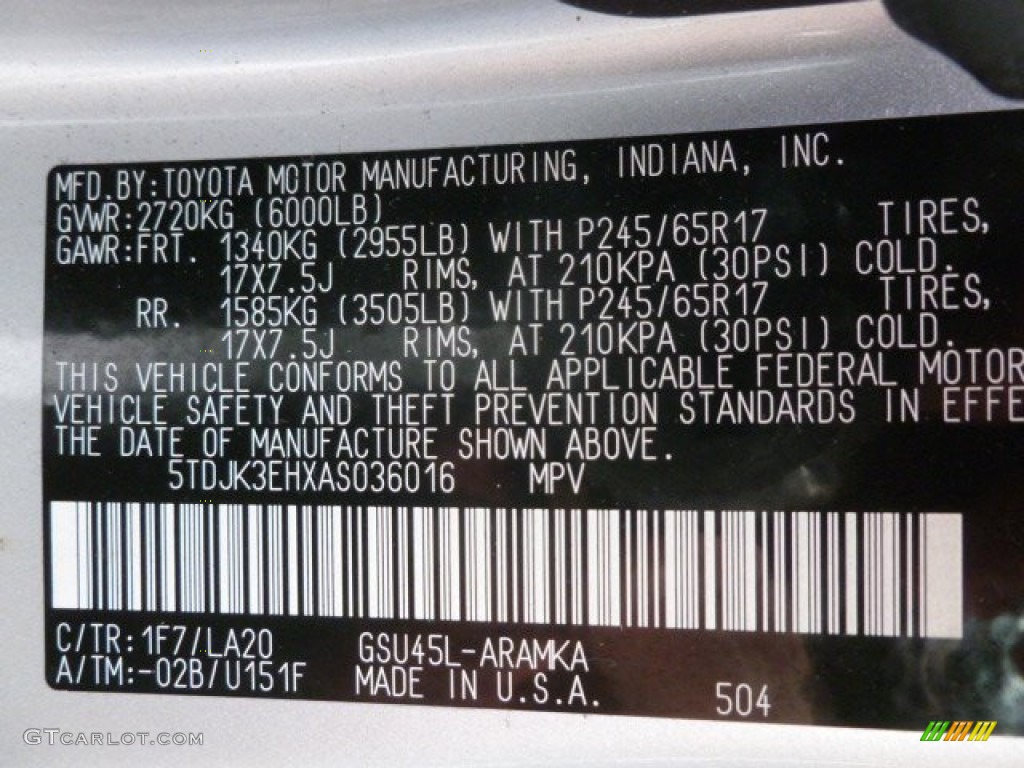 MFD.BY:TOYOTA MOTOR MANUFACTURING, INDIANA, INC.
GVWR:2720KG (6000LB)
GAWR:FRT. 1340KG (2955LB) WITH P245/65R17 TIRES,
17X7.5J RIMS, AT 210KPA (30PSI) COLD.
RR. 1585KG (3505LB) WITH P245/65R17 TIRES,
17X7.5J RIMS, AT 210KPA (30PSI) COLD.
THIS VEHICLE CONFORMS TO ALL APPLICABLE FEDERAL MOTOR
VEHICLE SAFETY AND THEFT PREVENTION STANDARDS IN EFFE
THE DATE OF MANUFACTURE SHOWN ABOVE.
5TDJK3EHXAS036016 MPV
C/TR:1F7/LA20 GSU45L-ARAMKA
A/TM:-02B/U151F MADE IN U.S.A.
504
GTCARLOT.COM